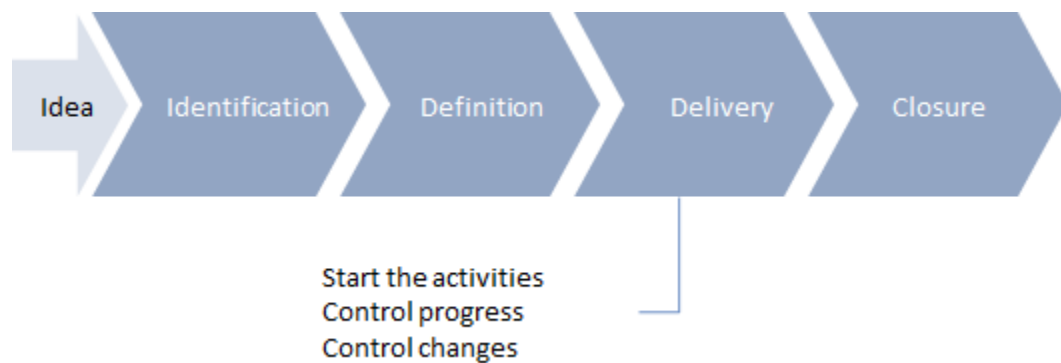 Idea
Identification
Definition
Delivery
Closure
Start the activities
Control progress
Control changes